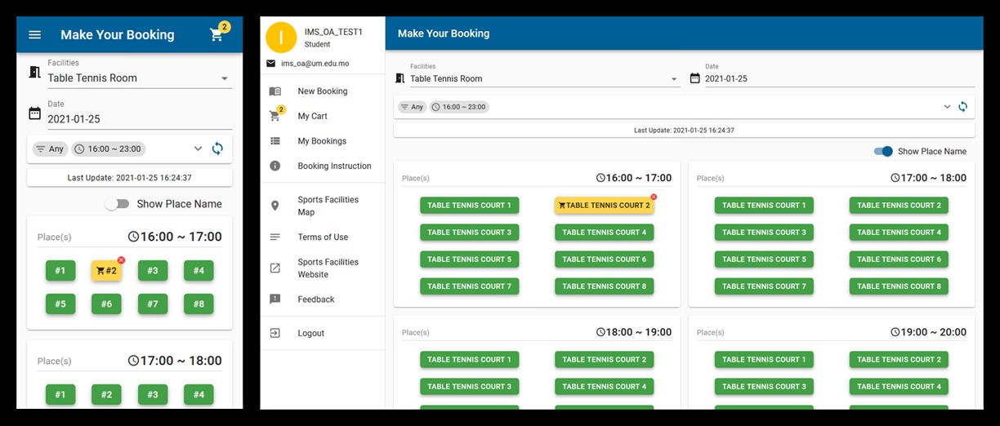 Make Your Booking
2
Facilities
Table Tennis Room
Date
2021-01-25
Any
16:00 ~ 23:00
Last Update: 2021-01-25 16:24:37
Show Place Name
Place(s)
16:00 ~ 17:00
#1
#2
#3
#4
#5
#6
#7
#8
Place(s)
17:00 ~ 18:00
#1
#2
#3
#4
I
IMS_OA_TEST1
Student
ims_oa@um.edu.mo
New Booking
2
My Cart
My Bookings
Booking Instruction
Sports Facilities
Map
Terms of Use
Sports Facilities
Website
Feedback
Logout
Make Your Booking
Facilities
Table Tennis Room
Date
2021-01-25
Any
16:00 ~ 23:00
Last Update: 2021-01-25 16:24:37
Show Place Name
Place(s)
16:00 ~ 17:00
TABLE TENNIS COURT 1
TABLE TENNIS COURT 2
TABLE TENNIS COURT 3
TABLE TENNIS COURT 4
TABLE TENNIS COURT 5
TABLE TENNIS COURT 6
TABLE TENNIS COURT 7
TABLE TENNIS COURT 8
Place(s)
17:00 ~ 18:00
TABLE TENNIS COURT 1
TABLE TENNIS COURT 2
TABLE TENNIS COURT 3
TABLE TENNIS COURT 4
TABLE TENNIS COURT 5
TABLE TENNIS COURT 6
TABLE TENNIS COURT 7
TABLE TENNIS COURT 8
Place(s)
18:00 ~ 19:00
TABLE TENNIS COURT 1
TABLE TENNIS COURT 2
TABLE TENNIS COURT 3
TABLE TENNIS COURT 4
Place(s)
19:00 ~ 20:00
TABLE TENNIS COURT 1
TABLE TENNIS COURT 2
TABLE TENNIS COURT 3
TABLE TENNIS COURT 4